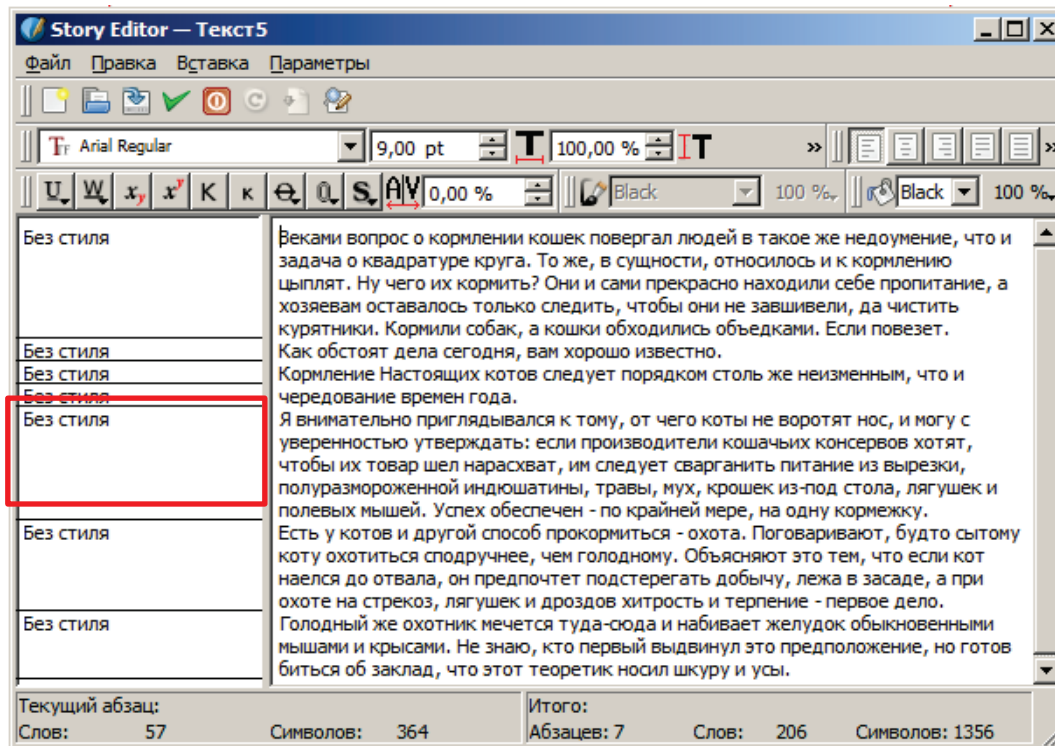 Story Editor — Текст5
Файл Правка Вставка Параметры
Arial Regular 9,00 pt 100,00 % »  »
U W x y x y К к О O S AV 0,00 % Black 100 % Black 100 %
Без стиля
Веками вопрос о кормлении кошек повергал людей в такое же недоумение, что и
задача о квадратуре круга. То же, в сущности, относилось и к кормлению
цыплят. Ну чего их кормить? Они и сами прекрасно находили себе пропитание, а
хозяевам оставалось только следить, чтобы они не завшивели, да чистить
курятники. Кормили собак, а кошки обходились объедками. Если повезет.
Без стиля
Как обстоят дела сегодня, вам хорошо известно.
Без стиля
Кормление Настоящих котов следует порядком столь же неизменным, что и
Без стиля
чередование времен года.
Без стиля
Я внимательно приглядывался к тому, от чего коты не воротят нос, и могу с
уверенностью утверждать: если производители кошачьих консервов хотят,
чтобы их товар шел нарасхват, им следует сварганить питание из вырезки,
полуразмороженной индюшатины, травы, мух, крошек из-под стола, лягушек и
полевых мышей. Успех обеспечен - по крайней мере, на одну кормежку.
Без стиля
Есть у котов и другой способ прокормиться - охота. Поговаривают, будто сытому
коту охотиться сподручнее, чем голодному. Объясняют это тем, что если кот
наелся до отвала, он предпочтет подстерегать добычу, лежа в засаде, а при
охоте на стрекоз, лягушек и дроздов хитрость и терпение - первое дело.
Без стиля
Голодный же охотник мечется туда-сюда и набивает желудок обыкновенными
мышами и крысами. Не знаю, кто первый выдвинул это предположение, но готов
биться об заклад, что этот теоретик носил шкуру и усы.
Текущий абзац: Итого:
Слов: 57 Символов: 364 Абзацев: 7 Слов: 206 Символов: 1356